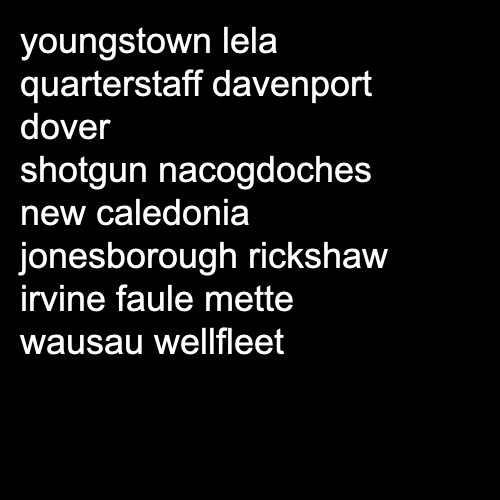 youngstown lela
quarterstaff davenport
dover
shotgun nacogdoches
new caledonia
jonesborough rickshaw
irvine faule mette
wausau wellfleet